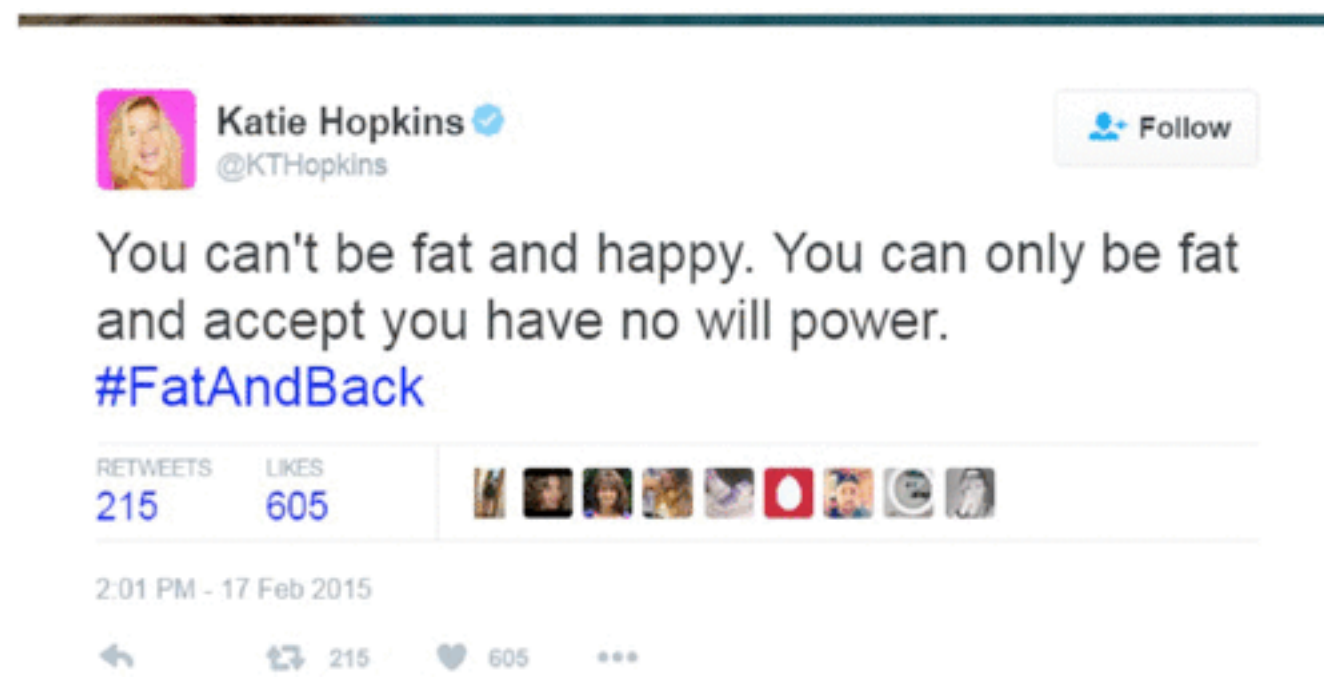 Katie Hopkins
@KTHopkins
Follow
You can't be fat and happy. You can only be fat
and accept you have no will power.
#FatAndBack
RETWEETS LIKES
215 605
2:01 PM - 17 Feb 2015
215 605